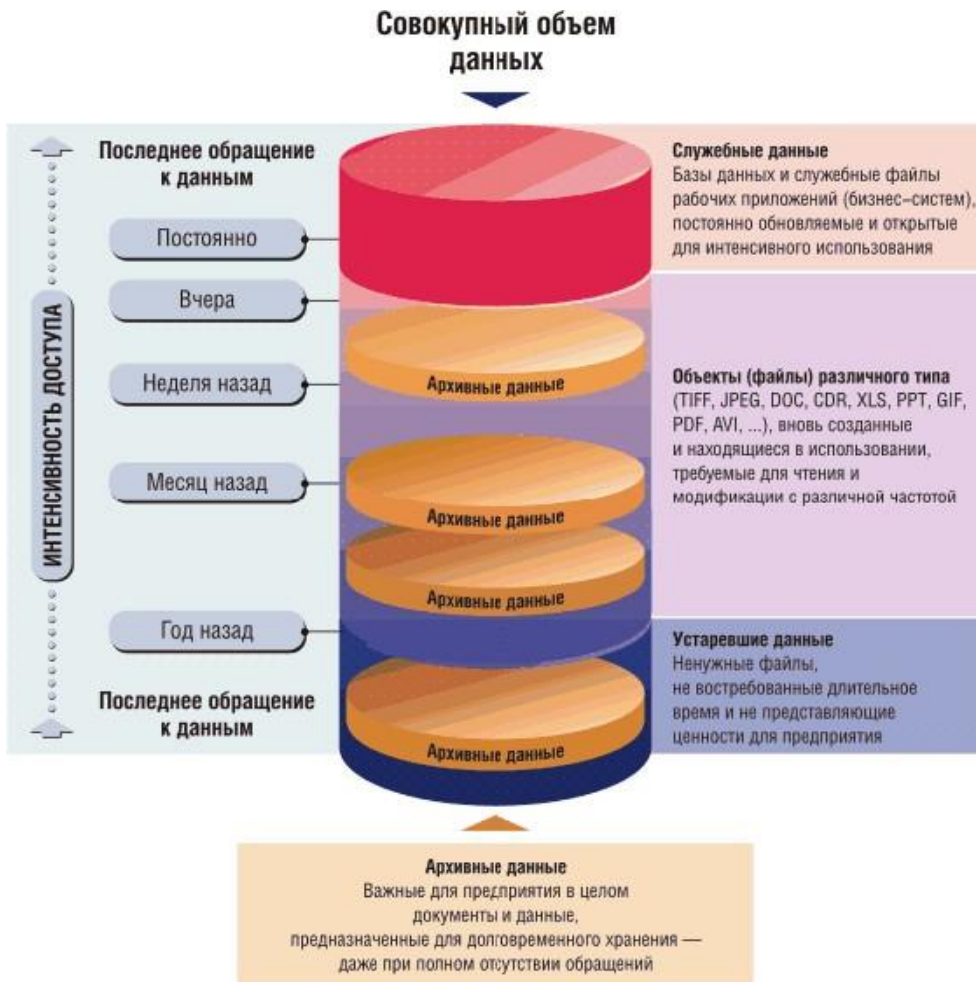 Совокупный объем
данных
Последнее обращение
к данным
Постоянно
Вчера
Неделя назад
Месяц назад
Год назад
Последнее обращение
к данным
ИНТЕНСИВНОСТЬ ДОСТУПА
Архивные данные
Архивные данные
Архивные данные
Архивные данные
Служебные данные
Базы данных и служебные файлы
рабочих приложений (бизнес–систем),
постоянно обновляемые и открытые
для интенсивного использования
Объекты (файлы) различного типа
(TIFF, JPEG, DOC, CDR, XLS, PPT, GIF,
PDF, AVI, ...), вновь созданные
и находящиеся в использовании,
требуемые для чтения и
модификации с различной частотой
Устаревшие данные
Ненужные файлы,
не востребованные длительное
время и не представляющие
ценности для предприятия
Архивные данные
Важные для предприятия в целом
документы и данные,
предназначенные для долговременного хранения —
даже при полном отсутствии обращений